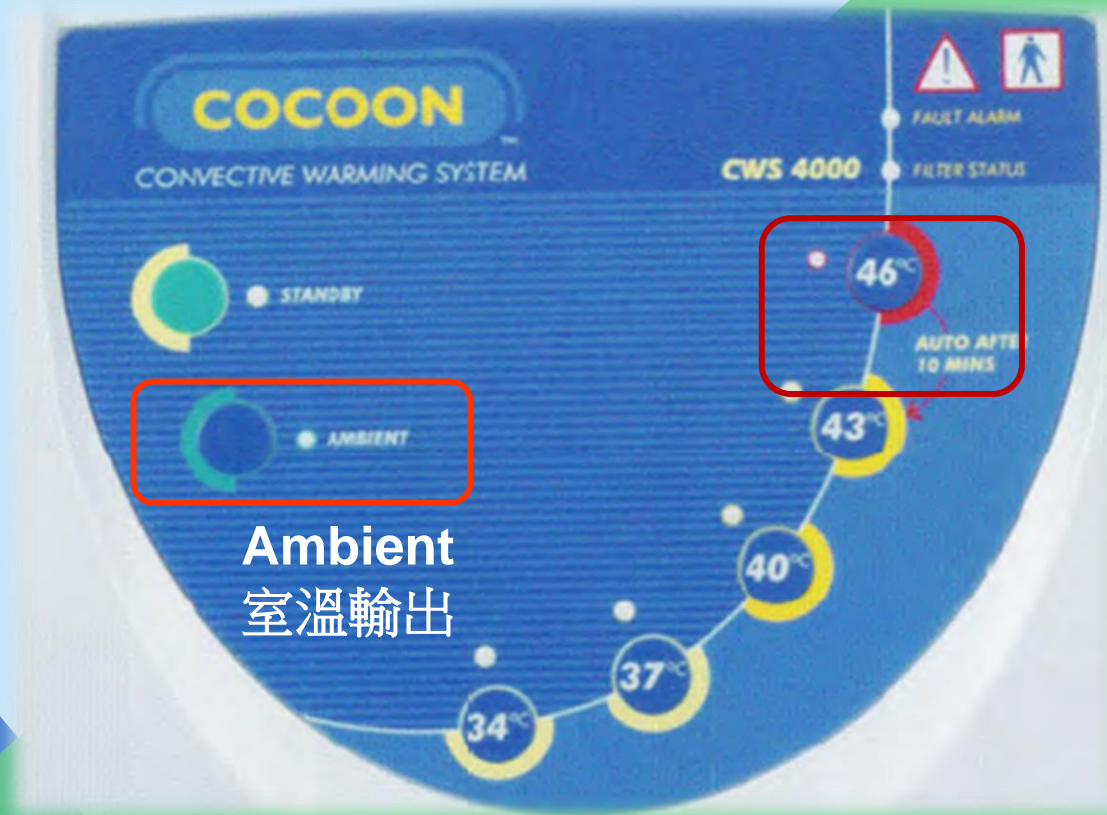 COCOON
™
CONVECTIVE WARMING SYSTEM
CWS 4000
FAULT ALARM
FILTER STATUS
STANDBY
46°C
AUTO AFTER
10 MINS
43°C
AMBIENT
Ambient
室溫輸出
40°C
37°C
34°C